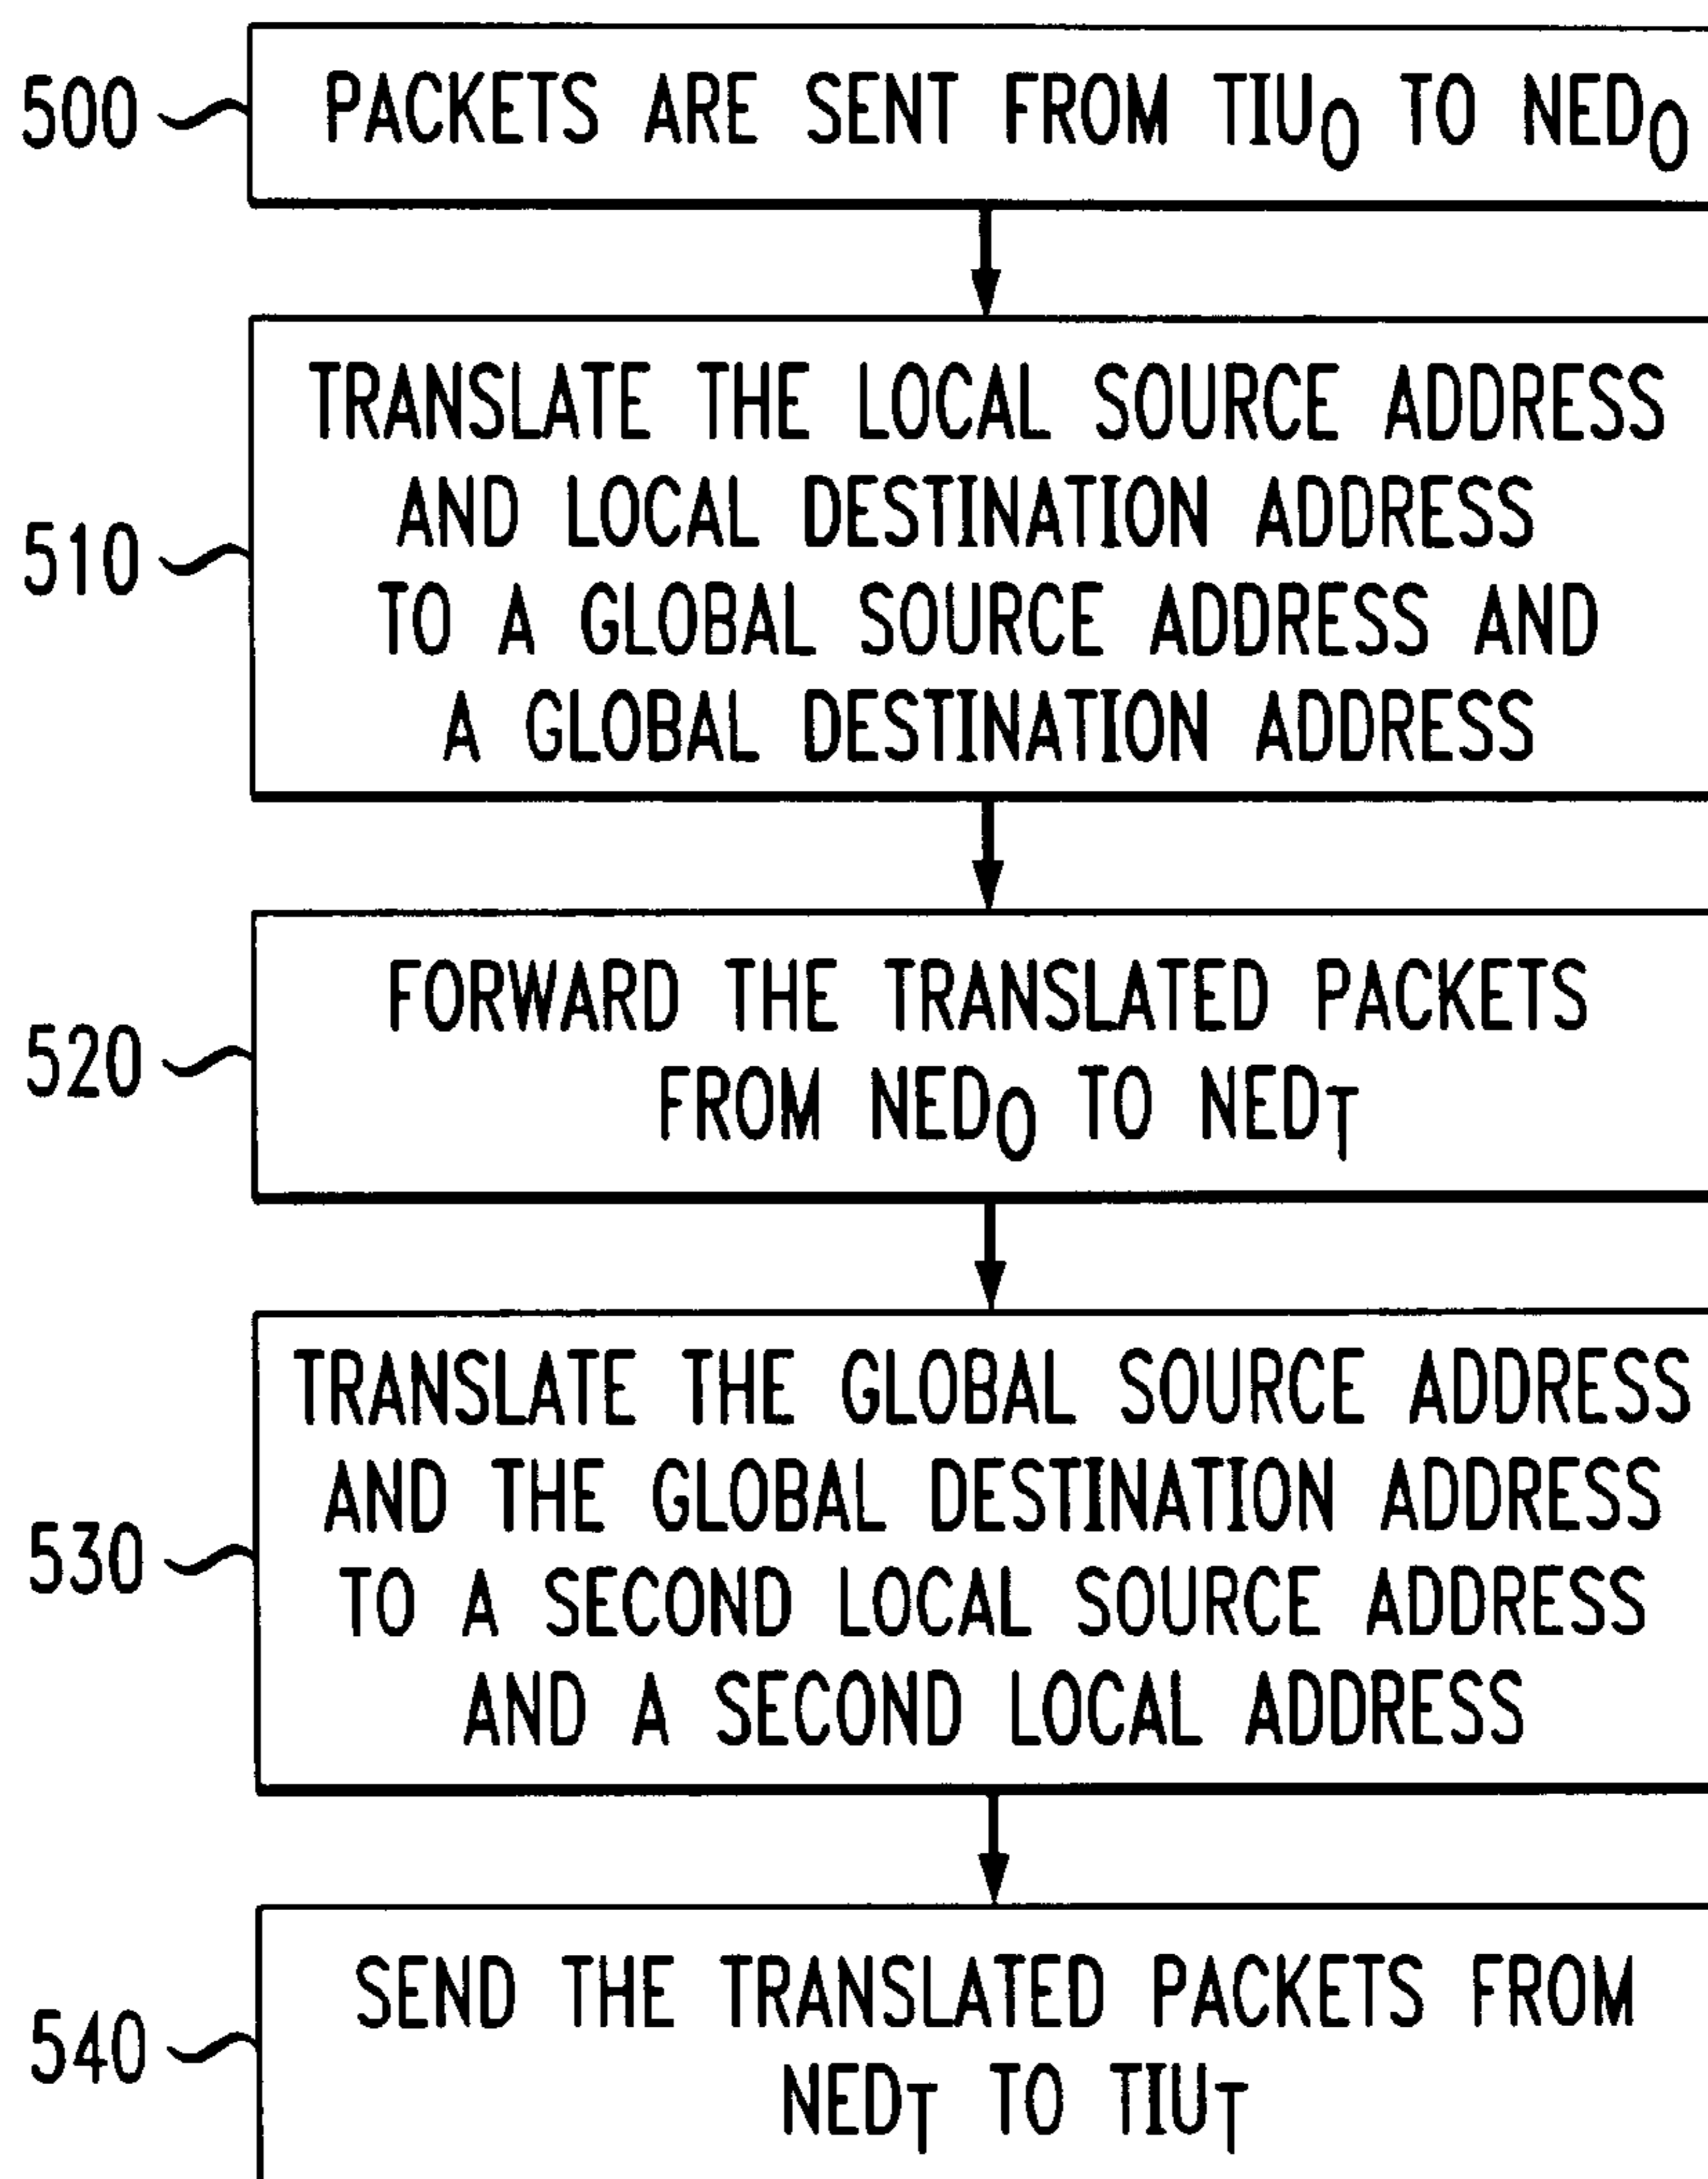 500
PACKETS ARE SENT FROM TIUO TO NEDO
TRANSLATE THE LOCAL SOURCE ADDRESS
AND LOCAL DESTINATION ADDRESS
510
TO A GLOBAL SOURCE ADDRESS AND
A GLOBAL DESTINATION ADDRESS
FORWARD THE TRANSLATED PACKETS
520
FROM NEDO TO NEDT
TRANSLATE THE GLOBAL SOURCE ADDRESS
AND THE GLOBAL DESTINATION ADDRESS
530
TO A SECOND LOCAL SOURCE ADDRESS
AND A SECOND LOCAL ADDRESS
SEND THE TRANSLATED PACKETS FROM
540
NEDT TO TIUT